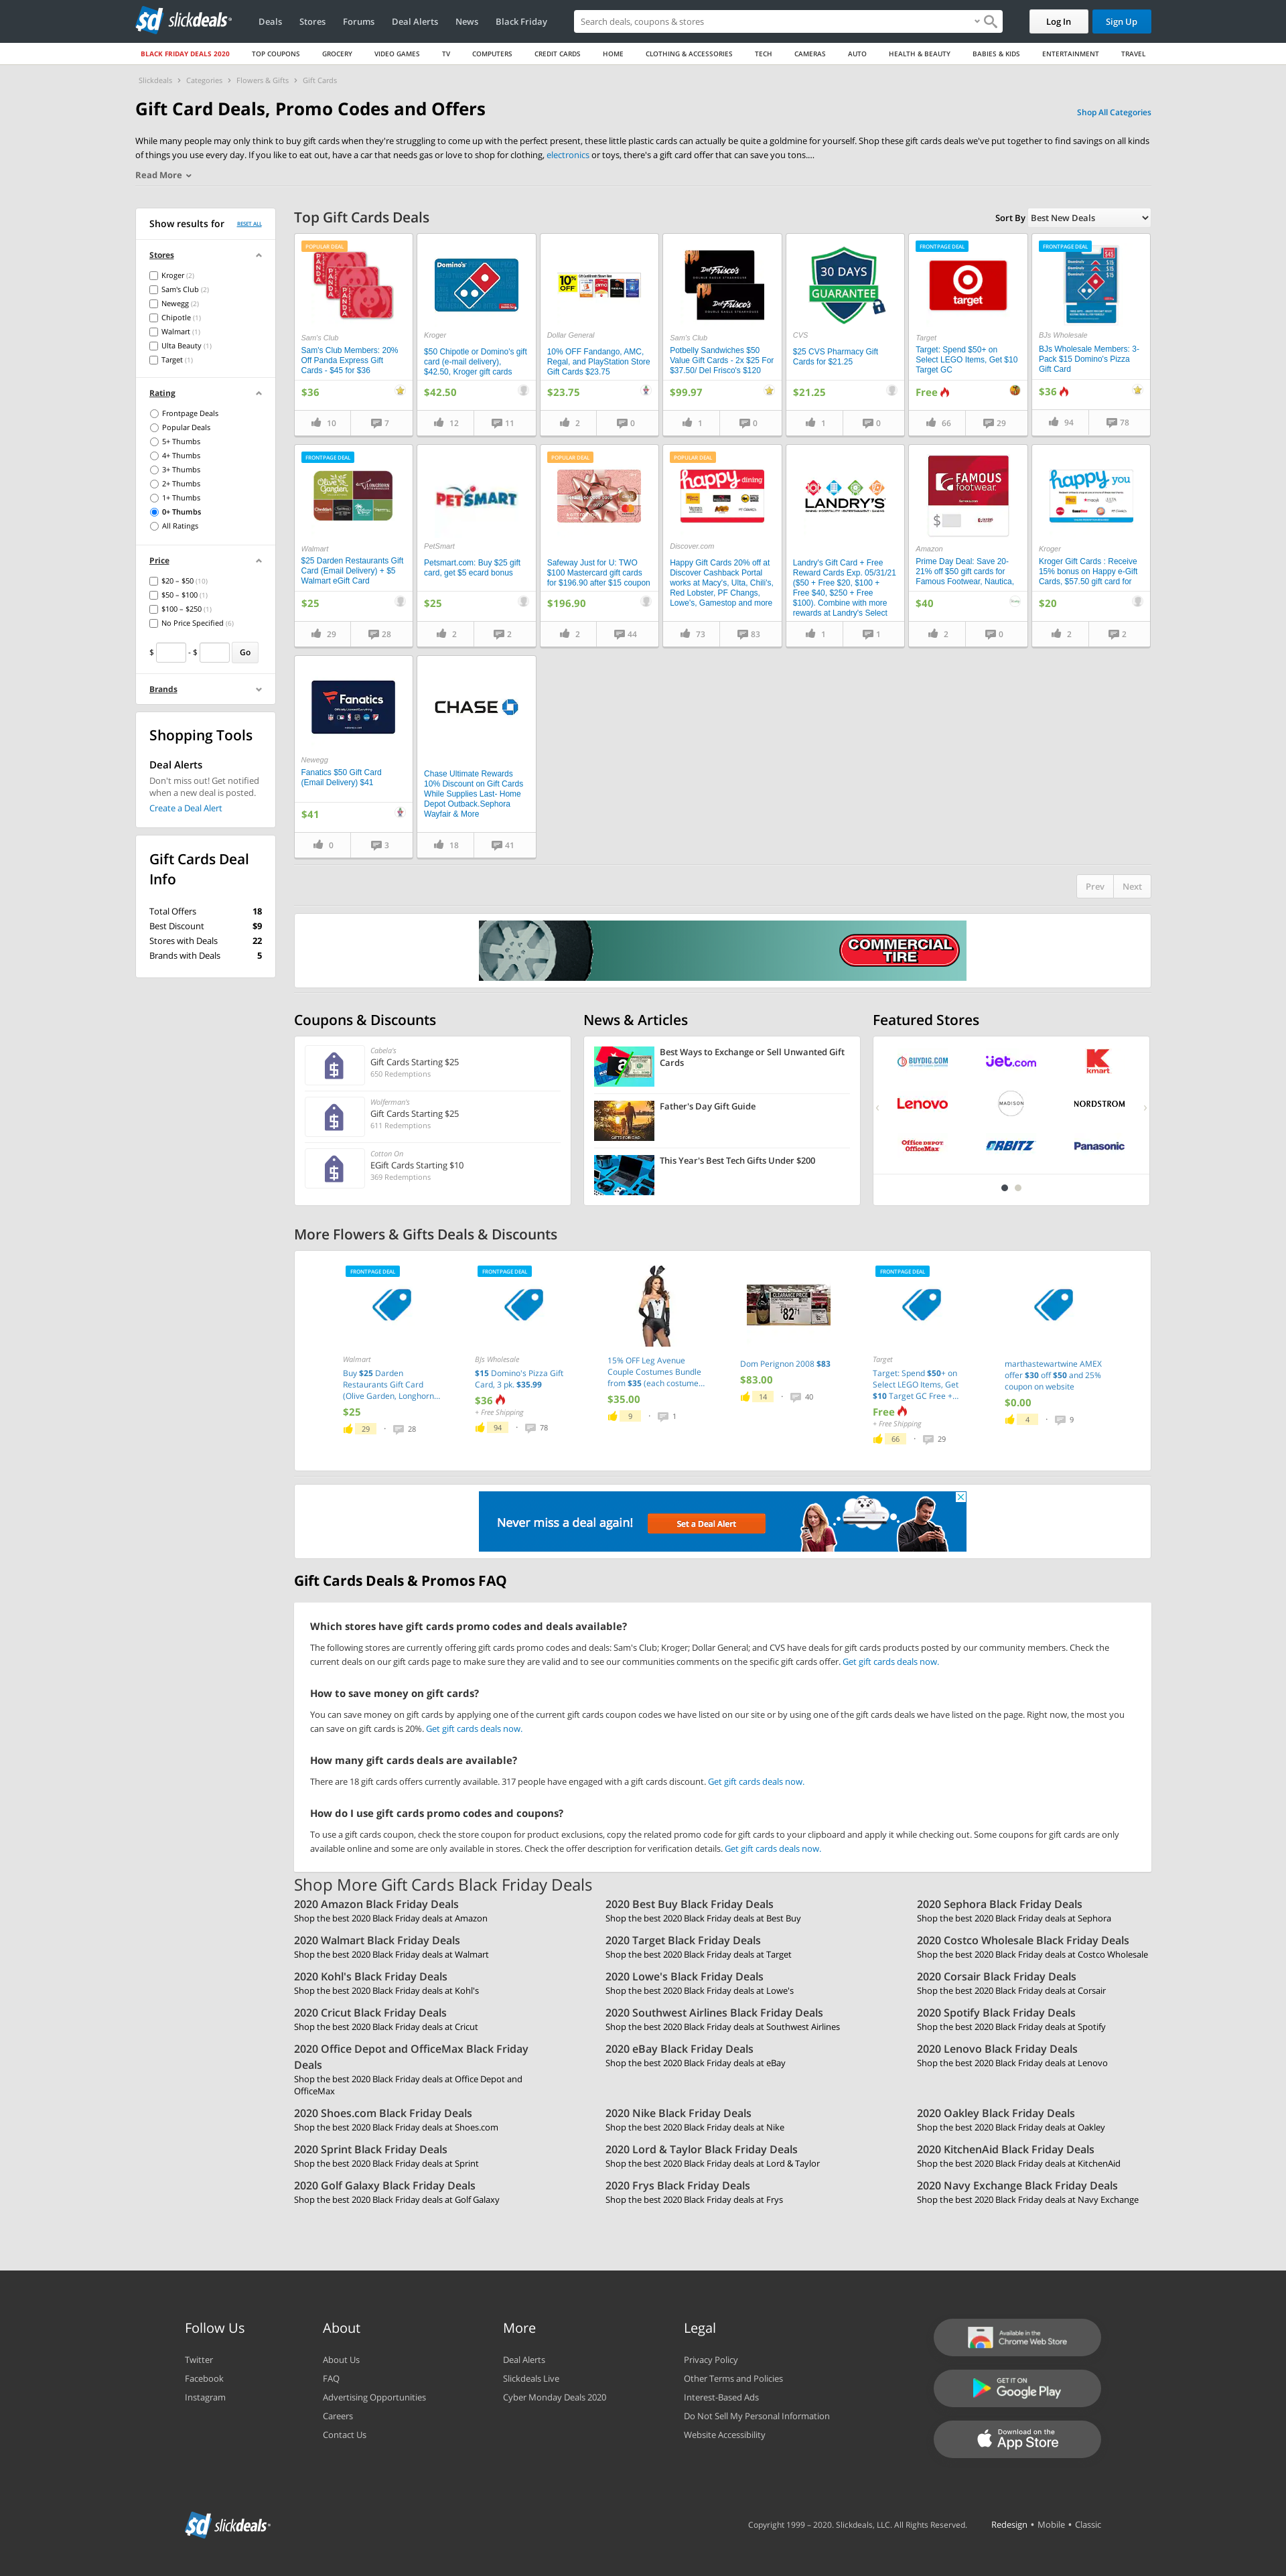 slickdeals
Deals
Stores
Forums
Deal Alerts
News
Black Friday
Search deals, coupons & stores
Log In
Sign Up
BLACK FRIDAY DEALS 2020
TOP COUPONS
GROCERY
VIDEO GAMES
TV
COMPUTERS
CREDIT CARDS
HOME
CLOTHING & ACCESSORIES
TECH
CAMERAS
AUTO
HEALTH & BEAUTY
BABIES & KIDS
ENTERTAINMENT
TRAVEL
Slickdeals › Categories › Flowers & Gifts › Gift Cards
Gift Card Deals, Promo Codes and Offers
Shop All Categories
While many people may only think to buy gift cards when they're struggling to come up with the perfect present, these little plastic cards can actually be quite a goldmine for yourself. Shop these gift cards deals we've put together to find savings on all kinds
of things you use every day. If you like to eat out, have a car that needs gas or love to shop for clothing, electronics or toys, there's a gift card offer that can save you tons....
Read More
Show results for
RESET ALL
Stores
Kroger (2)
Sam's Club (2)
Newegg (2)
Chipotle (1)
Walmart (1)
Ulta Beauty (1)
Target (1)
Rating
Frontpage Deals
Popular Deals
5+ Thumbs
4+ Thumbs
3+ Thumbs
2+ Thumbs
1+ Thumbs
0+ Thumbs
All Ratings
Price
$20 – $50 (10)
$50 – $100 (1)
$100 – $250 (1)
No Price Specified (6)
$ - $ Go
Brands
Shopping Tools
Deal Alerts
Don't miss out! Get notified
when a new deal is posted.
Create a Deal Alert
Gift Cards Deal
Info
Total Offers 18
Best Discount $9
Stores with Deals 22
Brands with Deals 5
Top Gift Cards Deals
Sort By Best New Deals
POPULAR DEAL
Sam's Club
Sam's Club Members: 20%
Off Panda Express Gift
Cards - $45 for $36
$36
10 7
Domino's
Kroger
$50 Chipotle or Domino's gift
card (e-mail delivery),
$42.50, Kroger gift cards
$42.50
12 11
10% OFF
Dollar General
10% OFF Fandango, AMC,
Regal, and PlayStation Store
Gift Cards $23.75
$23.75
2 0
Del Frisco's
Del Frisco's
Sam's Club
Potbelly Sandwiches $50
Value Gift Cards - 2x $25 For
$37.50/ Del Frisco's $120
$99.97
1 0
30 DAYS
GUARANTEE
CVS
$25 CVS Pharmacy Gift
Cards for $21.25
$21.25
1 0
FRONTPAGE DEAL
target
Target
Target: Spend $50+ on
Select LEGO Items, Get $10
Target GC
Free
66 29
FRONTPAGE DEAL
BJs Wholesale
BJs Wholesale Members: 3-
Pack $15 Domino's Pizza
Gift Card
$36
94 78
FRONTPAGE DEAL
Olive Garden
LONGHORN
Walmart
$25 Darden Restaurants Gift
Card (Email Delivery) + $5
Walmart eGift Card
$25
29 28
PETSMART
PetSmart
Petsmart.com: Buy $25 gift
card, get $5 ecard bonus
$25
2 2
POPULAR DEAL
Safeway Just for U: TWO
$100 Mastercard gift cards
for $196.90 after $15 coupon
$196.90
2 44
POPULAR DEAL
happy dining
Discover.com
Happy Gift Cards 20% off at
Discover Cashback Portal
works at Macy's, Ulta, Chili's,
Red Lobster, PF Changs,
Lowe's, Gamestop and more
73 83
LANDRY'S
Landry's Gift Card + Free
Reward Cards Exp. 05/31/21
($50 + Free $20, $100 +
Free $40, $250 + Free
$100). Combine with more
rewards at Landry's Select
1 1
FAMOUS
footwear
$
Amazon
Prime Day Deal: Save 20-
21% off $50 gift cards for
Famous Footwear, Nautica,
$40
2 0
happy you
Kroger
Kroger Gift Cards : Receive
15% bonus on Happy e-Gift
Cards, $57.50 gift card for
$20
2 2
Fanatics
Newegg
Fanatics $50 Gift Card
(Email Delivery) $41
$41
0 3
CHASE
Chase Ultimate Rewards
10% Discount on Gift Cards
While Supplies Last- Home
Depot Outback.Sephora
Wayfair & More
18 41
Prev
Next
COMMERCIAL
TIRE
Coupons & Discounts
Cabela's
Gift Cards Starting $25
650 Redemptions
Wolferman's
Gift Cards Starting $25
611 Redemptions
Cotton On
EGift Cards Starting $10
369 Redemptions
News & Articles
Best Ways to Exchange or Sell Unwanted Gift
Cards
GIFTS FOR DAD
Father's Day Gift Guide
This Year's Best Tech Gifts Under $200
Featured Stores
BUYDIG.COM
Jet.com
K
kmart
Lenovo
MADISON
NORDSTROM
Office DEPOT
OfficeMax
ORBITZ
Panasonic
More Flowers & Gifts Deals & Discounts
FRONTPAGE DEAL
Walmart
Buy $25 Darden
Restaurants Gift Card
(Olive Garden, Longhorn...
$25
29 · 28
FRONTPAGE DEAL
BJs Wholesale
$15 Domino's Pizza Gift
Card, 3 pk. $35.99
$36
+ Free Shipping
94 · 78
15% OFF Leg Avenue
Couple Costumes Bundle
from $35 (each costume...
$35.00
9 · 1
CLEARANCE PRICE
82
Dom Perignon 2008 $83
$83.00
14 · 40
FRONTPAGE DEAL
Target
Target: Spend $50+ on
Select LEGO Items, Get
$10 Target GC Free +...
Free
+ Free Shipping
66 · 29
marthastewartwine AMEX
offer $30 off $50 and 25%
coupon on website
$0.00
4 · 9
Never miss a deal again!
Set a Deal Alert
Gift Cards Deals & Promos FAQ
Which stores have gift cards promo codes and deals available?
The following stores are currently offering gift cards promo codes and deals: Sam's Club; Kroger; Dollar General; and CVS have deals for gift cards products posted by our community members. Check the
current deals on our gift cards page to make sure they are valid and to see our communities comments on the specific gift cards offer. Get gift cards deals now.
How to save money on gift cards?
You can save money on gift cards by applying one of the current gift cards coupon codes we have listed on our site or by using one of the gift cards deals we have listed on the page. Right now, the most you
can save on gift cards is 20%. Get gift cards deals now.
How many gift cards deals are available?
There are 18 gift cards offers currently available. 317 people have engaged with a gift cards discount. Get gift cards deals now.
How do I use gift cards promo codes and coupons?
To use a gift cards coupon, check the store coupon for product exclusions, copy the related promo code for gift cards to your clipboard and apply it while checking out. Some coupons for gift cards are only
available online and some are only available in stores. Check the offer description for verification details. Get gift cards deals now.
Shop More Gift Cards Black Friday Deals
2020 Amazon Black Friday Deals
Shop the best 2020 Black Friday deals at Amazon
2020 Best Buy Black Friday Deals
Shop the best 2020 Black Friday deals at Best Buy
2020 Sephora Black Friday Deals
Shop the best 2020 Black Friday deals at Sephora
2020 Walmart Black Friday Deals
Shop the best 2020 Black Friday deals at Walmart
2020 Target Black Friday Deals
Shop the best 2020 Black Friday deals at Target
2020 Costco Wholesale Black Friday Deals
Shop the best 2020 Black Friday deals at Costco Wholesale
2020 Kohl's Black Friday Deals
Shop the best 2020 Black Friday deals at Kohl's
2020 Lowe's Black Friday Deals
Shop the best 2020 Black Friday deals at Lowe's
2020 Corsair Black Friday Deals
Shop the best 2020 Black Friday deals at Corsair
2020 Cricut Black Friday Deals
Shop the best 2020 Black Friday deals at Cricut
2020 Southwest Airlines Black Friday Deals
Shop the best 2020 Black Friday deals at Southwest Airlines
2020 Spotify Black Friday Deals
Shop the best 2020 Black Friday deals at Spotify
2020 Office Depot and OfficeMax Black Friday
Deals
Shop the best 2020 Black Friday deals at Office Depot and
OfficeMax
2020 eBay Black Friday Deals
Shop the best 2020 Black Friday deals at eBay
2020 Lenovo Black Friday Deals
Shop the best 2020 Black Friday deals at Lenovo
2020 Shoes.com Black Friday Deals
Shop the best 2020 Black Friday deals at Shoes.com
2020 Nike Black Friday Deals
Shop the best 2020 Black Friday deals at Nike
2020 Oakley Black Friday Deals
Shop the best 2020 Black Friday deals at Oakley
2020 Sprint Black Friday Deals
Shop the best 2020 Black Friday deals at Sprint
2020 Lord & Taylor Black Friday Deals
Shop the best 2020 Black Friday deals at Lord & Taylor
2020 KitchenAid Black Friday Deals
Shop the best 2020 Black Friday deals at KitchenAid
2020 Golf Galaxy Black Friday Deals
Shop the best 2020 Black Friday deals at Golf Galaxy
2020 Frys Black Friday Deals
Shop the best 2020 Black Friday deals at Frys
2020 Navy Exchange Black Friday Deals
Shop the best 2020 Black Friday deals at Navy Exchange
Follow Us
Twitter
Facebook
Instagram
About
About Us
FAQ
Advertising Opportunities
Careers
Contact Us
More
Deal Alerts
Slickdeals Live
Cyber Monday Deals 2020
Legal
Privacy Policy
Other Terms and Policies
Interest-Based Ads
Do Not Sell My Personal Information
Website Accessibility
Available in the
Chrome Web Store
GET IT ON
Google Play
Download on the
App Store
slickdeals
Copyright 1999 – 2020. Slickdeals, LLC. All Rights Reserved.
Redesign • Mobile • Classic